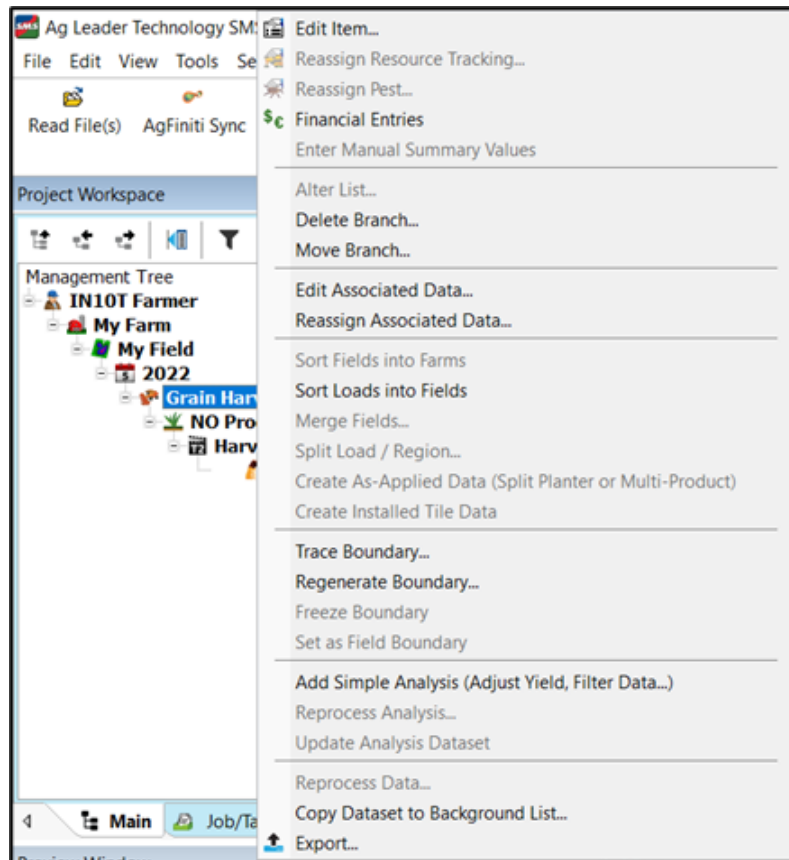 SMS Ag Leader Technology SM
File Edit View Tools Se
Read File(s) AgFiniti Sync
Project Workspace
Management Tree
IN10T Farmer
My Farm
My Field
5 2022
Grain Har
NO Pro
12 Harv
Main Job/Ta
Edit Item...
Reassign Resource Tracking...
Reassign Pest...
$€ Financial Entries
Enter Manual Summary Values
Alter List...
Delete Branch...
Move Branch...
Edit Associated Data...
Reassign Associated Data...
Sort Fields into Farms
Sort Loads into Fields
Merge Fields...
Split Load / Region...
Create As-Applied Data (Split Planter or Multi-Product)
Create Installed Tile Data
Trace Boundary...
Regenerate Boundary...
Freeze Boundary
Set as Field Boundary
Add Simple Analysis (Adjust Yield, Filter Data...)
Reprocess Analysis...
Update Analysis Dataset
Reprocess Data...
Copy Dataset to Background List...
Export...